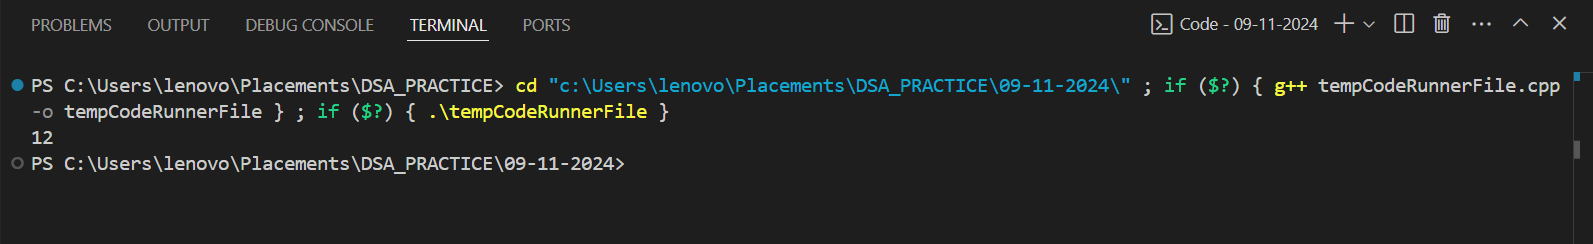 PROBLEMS OUTPUT DEBUG CONSOLE TERMINAL PORTS Code - 09-11-2024
PS C:\Users\lenovo\Placements\DSA_PRACTICE> cd "c:\Users\lenovo\Placements\DSA_PRACTICE\09-11-2024\" ; if ($?) { g++ tempCodeRunnerFile.cpp
-o tempCodeRunnerFile } ; if ($?) { .\tempCodeRunnerFile }
12
PS C:\Users\lenovo\Placements\DSA_PRACTICE\09-11-2024>